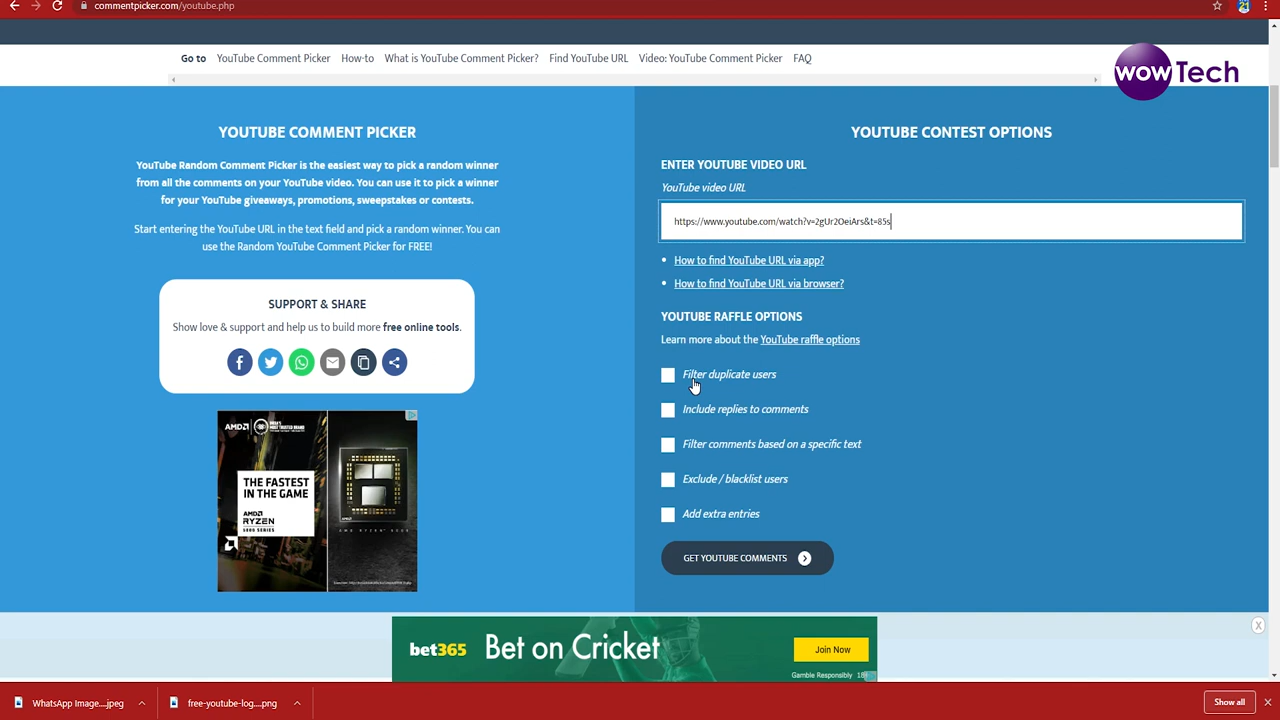 commentpicker.com/youtube.php
wowTech
Go to YouTube Comment Picker How-to What is YouTube Comment Picker? Find YouTube URL Video: YouTube Comment Picker FAQ
YOUTUBE COMMENT PICKER
YouTube Random Comment Picker is the easiest way to pick a random winner
from all the comments on your YouTube video. You can use it to pick a winner
for your YouTube giveaways, promotions, sweepstakes or contests.
Start entering the YouTube URL in the text field and pick a random winner. You can
use the Random YouTube Comment Picker for FREE!
SUPPORT & SHARE
Show love & support and help us to build more free online tools.
AMD
THE FASTEST
IN THE GAME
AMD
RYZEN
YOUTUBE CONTEST OPTIONS
ENTER YOUTUBE VIDEO URL
YouTube video URL
https://www.youtube.com/watch?v=2gUr2OeiArs&t=85s
How to find YouTube URL via app?
How to find YouTube URL via browser?
YOUTUBE RAFFLE OPTIONS
Learn more about the YouTube raffle options
Filter duplicate users
Include replies to comments
Filter comments based on a specific text
Exclude / blacklist users
Add extra entries
GET YOUTUBE COMMENTS
bet365 Bet on Cricket Join Now
Gamble Responsibly
WhatsApp Image....jpeg
free-youtube-log....png
Show all